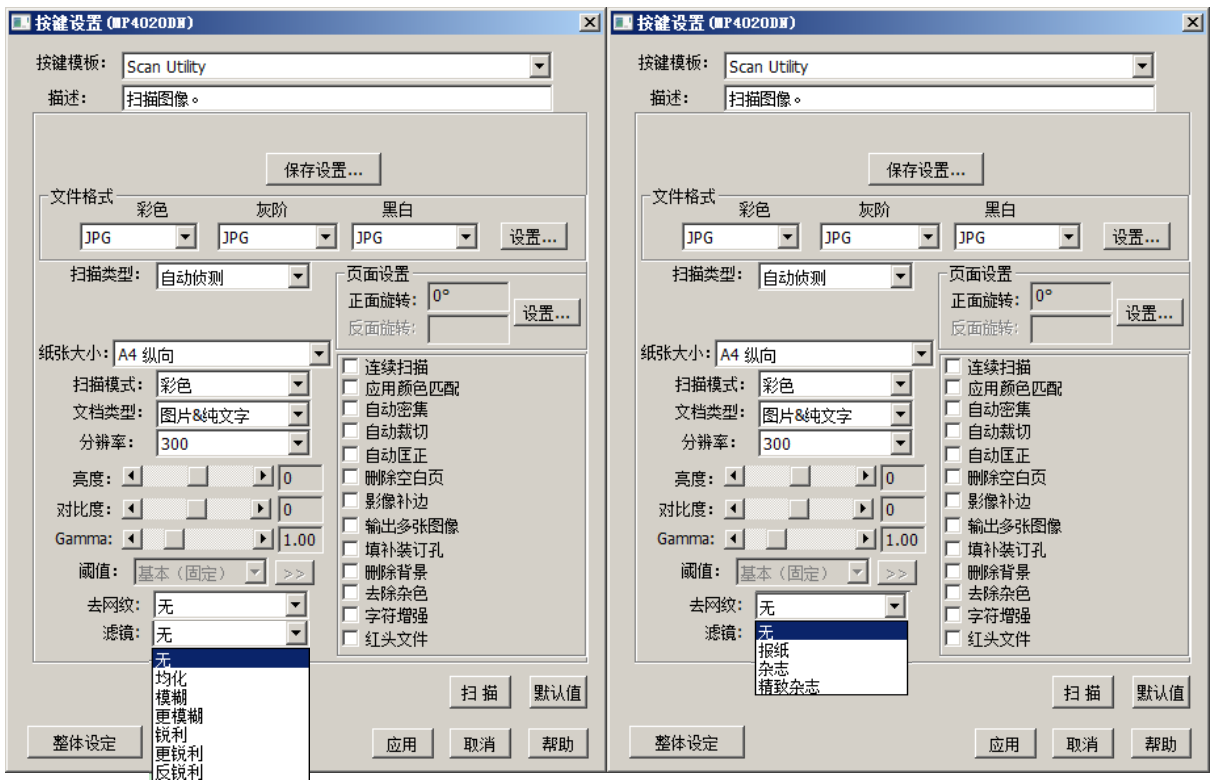 按键设置(MP4020DN)
按键模板： Scan Utility
描述： 扫描图像。
保存设置...
文件格式
彩色 灰阶 黑白
JPG JPG JPG 设置...
扫描类型： 自动侦测
页面设置
正面旋转： 0°
设置...
反面旋转：
纸张大小： A4 纵向
扫描模式： 彩色
文档类型： 图片&纯文字
分辨率： 300
亮度： 0
对比度： 0
Gamma: 1.00
阈值： 基本（固定） >>
去网纹： 无
滤镜： 无
无
均化
模糊
更模糊
锐利
更锐利
反锐利
连续扫描
应用颜色匹配
自动密集
自动裁切
自动匡正
删除空白页
影像补边
输出多张图像
填补装订孔
删除背景
去除杂色
字符增强
红头文件
扫 描 默认值
整体设定 应用 取消 帮助
按键设置(MP4020DN)
按键模板： Scan Utility
描述： 扫描图像。
保存设置...
文件格式
彩色 灰阶 黑白
JPG JPG JPG 设置...
扫描类型： 自动侦测
页面设置
正面旋转： 0°
设置...
反面旋转：
纸张大小： A4 纵向
扫描模式： 彩色
文档类型： 图片&纯文字
分辨率： 300
亮度： 0
对比度： 0
Gamma: 1.00
阈值： 基本（固定） >>
去网纹： 无
滤镜：
无
报纸
杂志
精致杂志
连续扫描
应用颜色匹配
自动密集
自动裁切
自动匡正
删除空白页
影像补边
输出多张图像
填补装订孔
删除背景
去除杂色
字符增强
红头文件
扫 描 默认值
整体设定 应用 取消 帮助